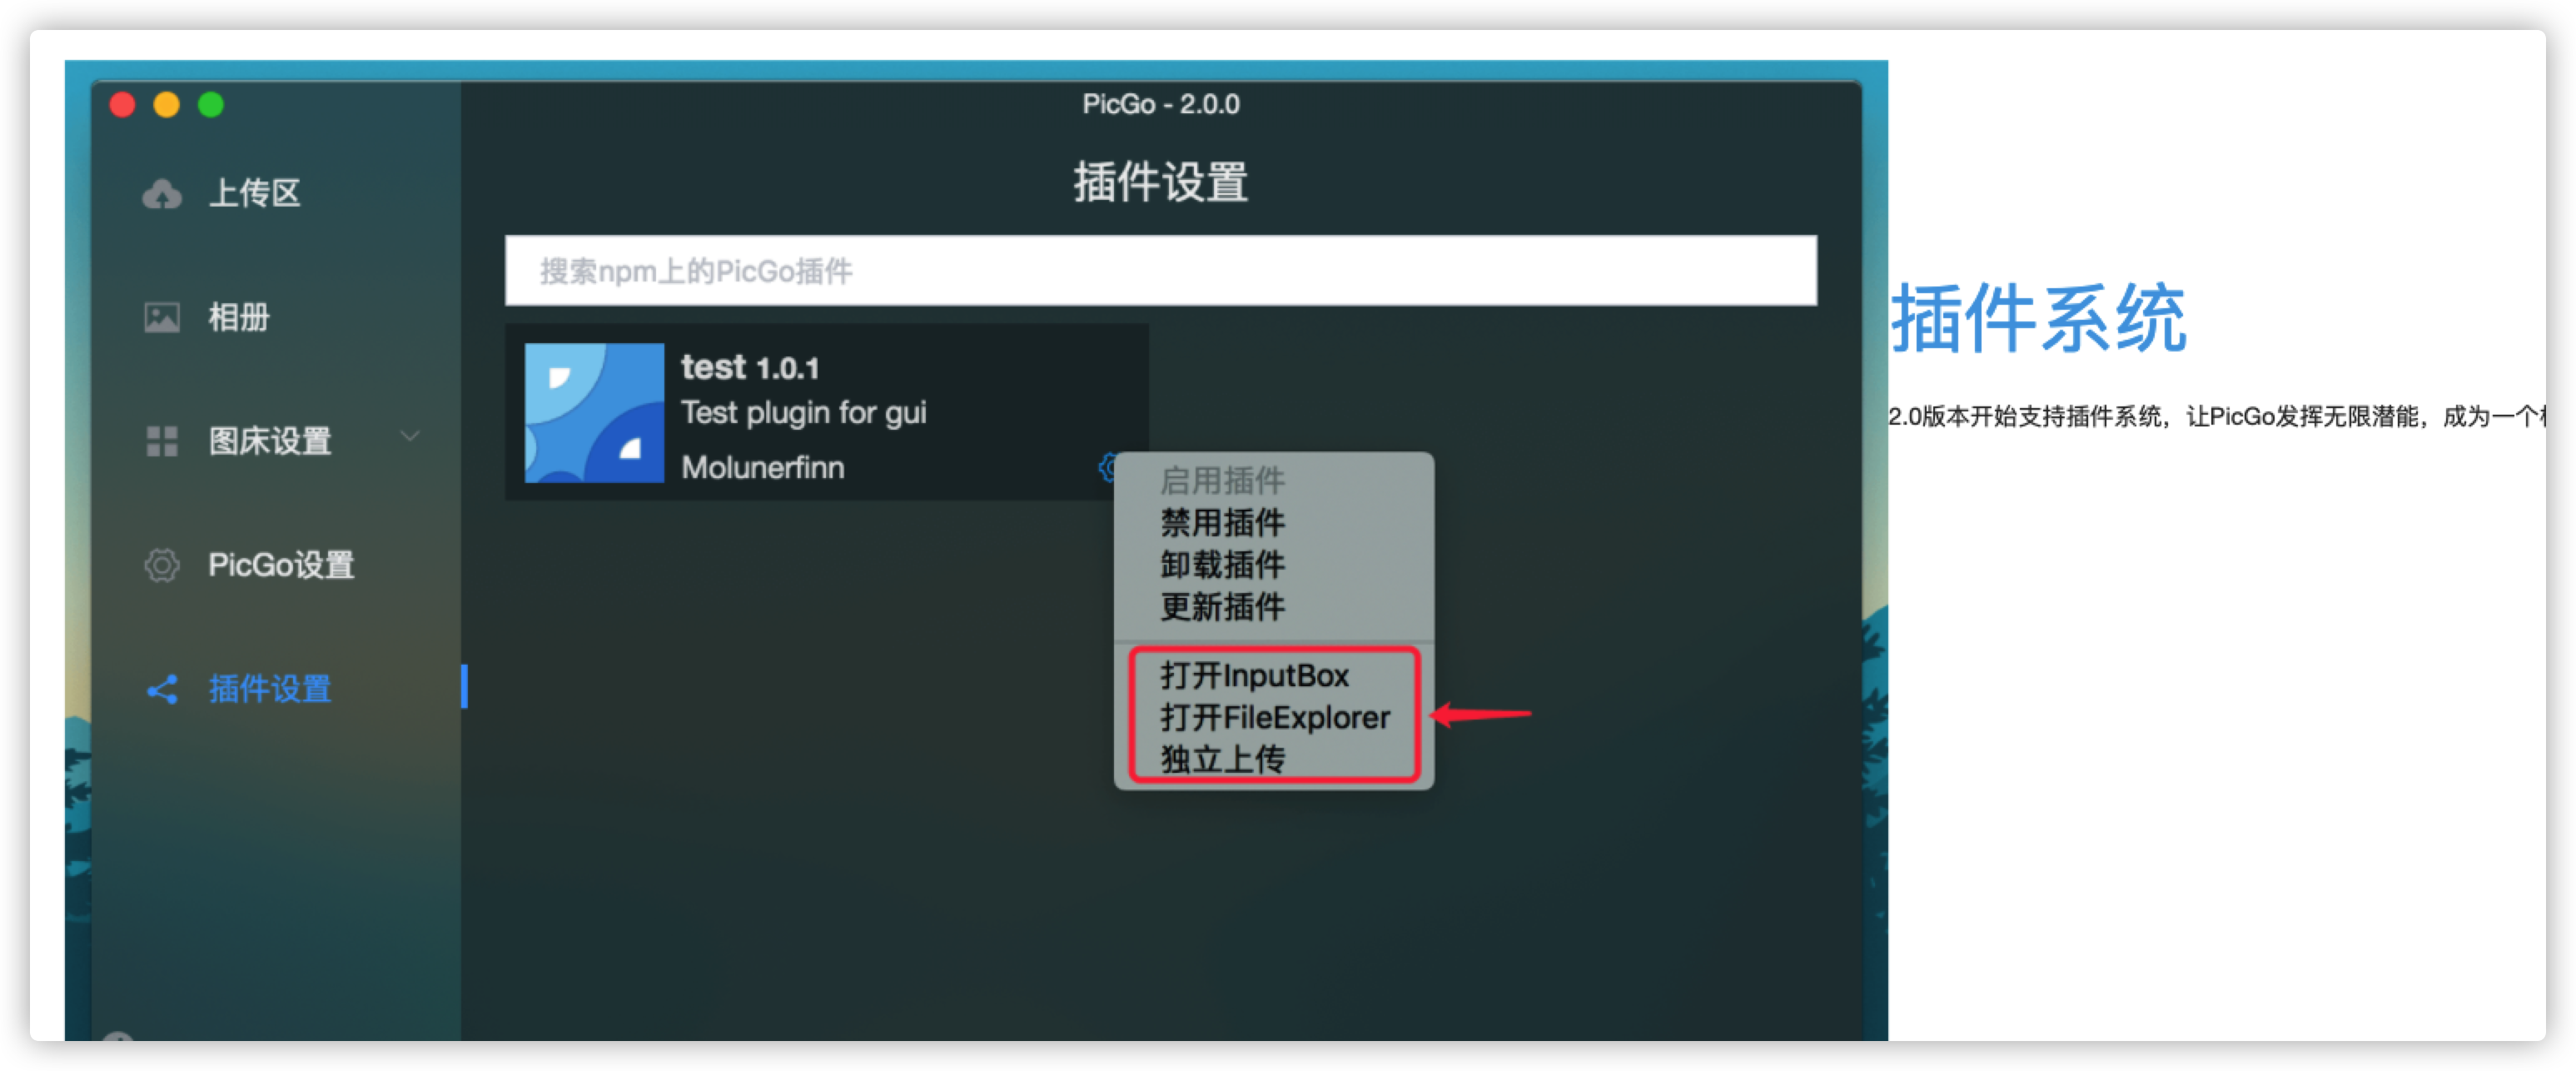 PicGo - 2.0.0
上传区
相册
图床设置
PicGo设置
插件设置
插件设置
搜索npm上的PicGo插件
test 1.0.1
Test plugin for gui
Molunerfinn
启用插件
禁用插件
卸载插件
更新插件
打开InputBox
打开FileExplorer
独立上传
插件系统
2.0版本开始支持插件系统，让PicGo发挥无限潜能，成为一个